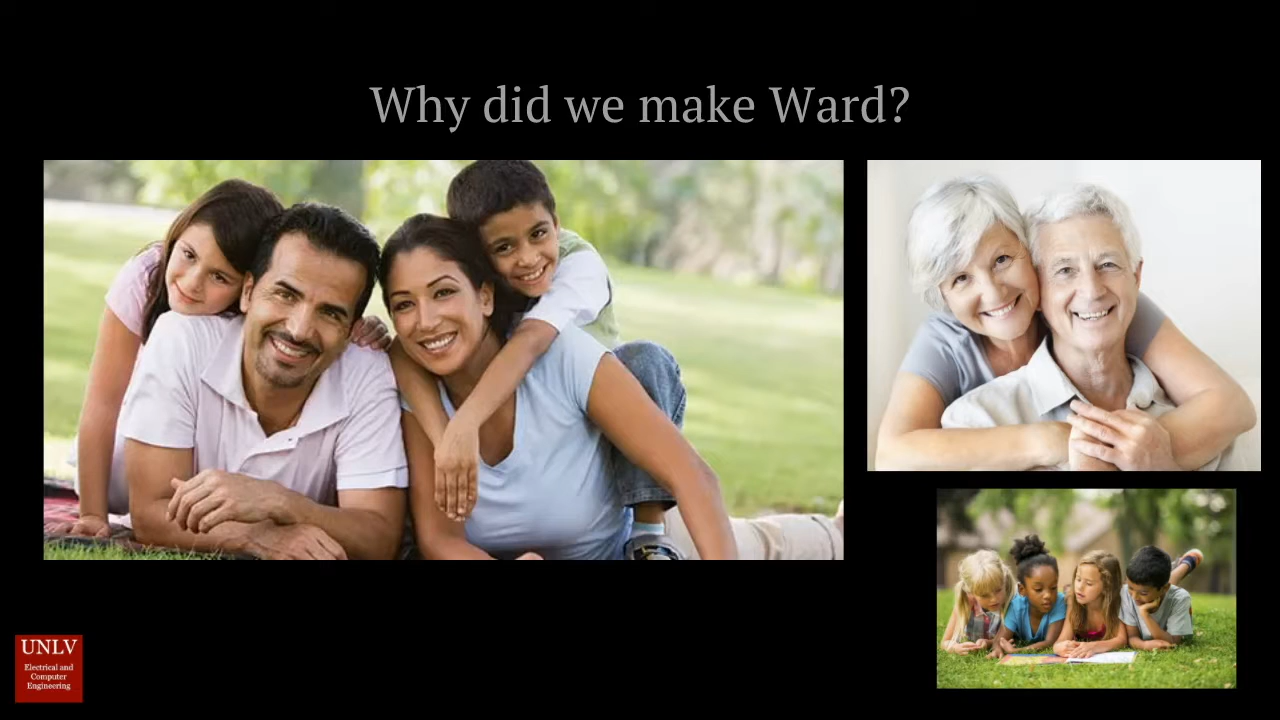 Why did we make Ward?
UNLV
Electrical and
Computer
Engineering